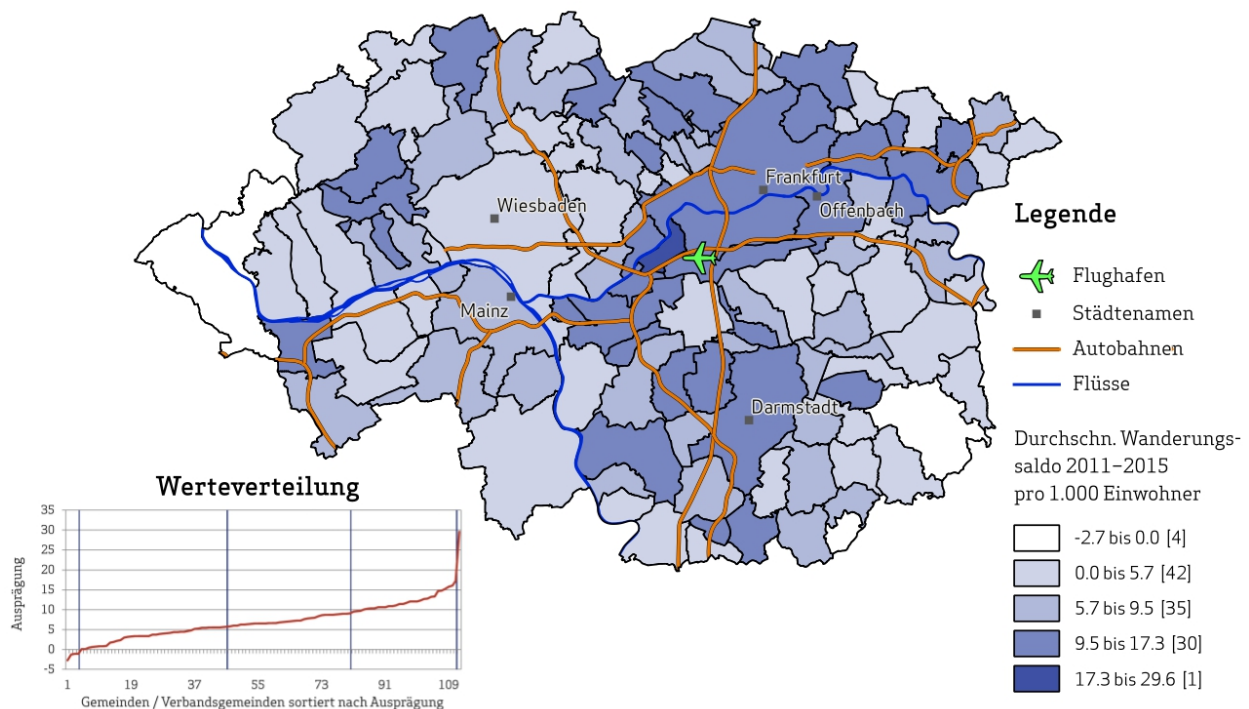 Frankfurt
Wiesbaden
Offenbach
Mainz
Darmstadt
Legende
Flughafen
Städtenamen
Autobahnen
Flüsse
Durchschn. Wanderungs-
saldo 2011–2015
pro 1.000 Einwohner
-2.7 bis 0.0 [4]
0.0 bis 5.7 [42]
5.7 bis 9.5 [35]
9.5 bis 17.3 [30]
17.3 bis 29.6 [1]
Werteverteilung
Ausprägung
35
30
25
20
15
10
5
0
-5
1 19 37 55 73 91 109
Gemeinden / Verbandsgemeinden sortiert nach Ausprägung